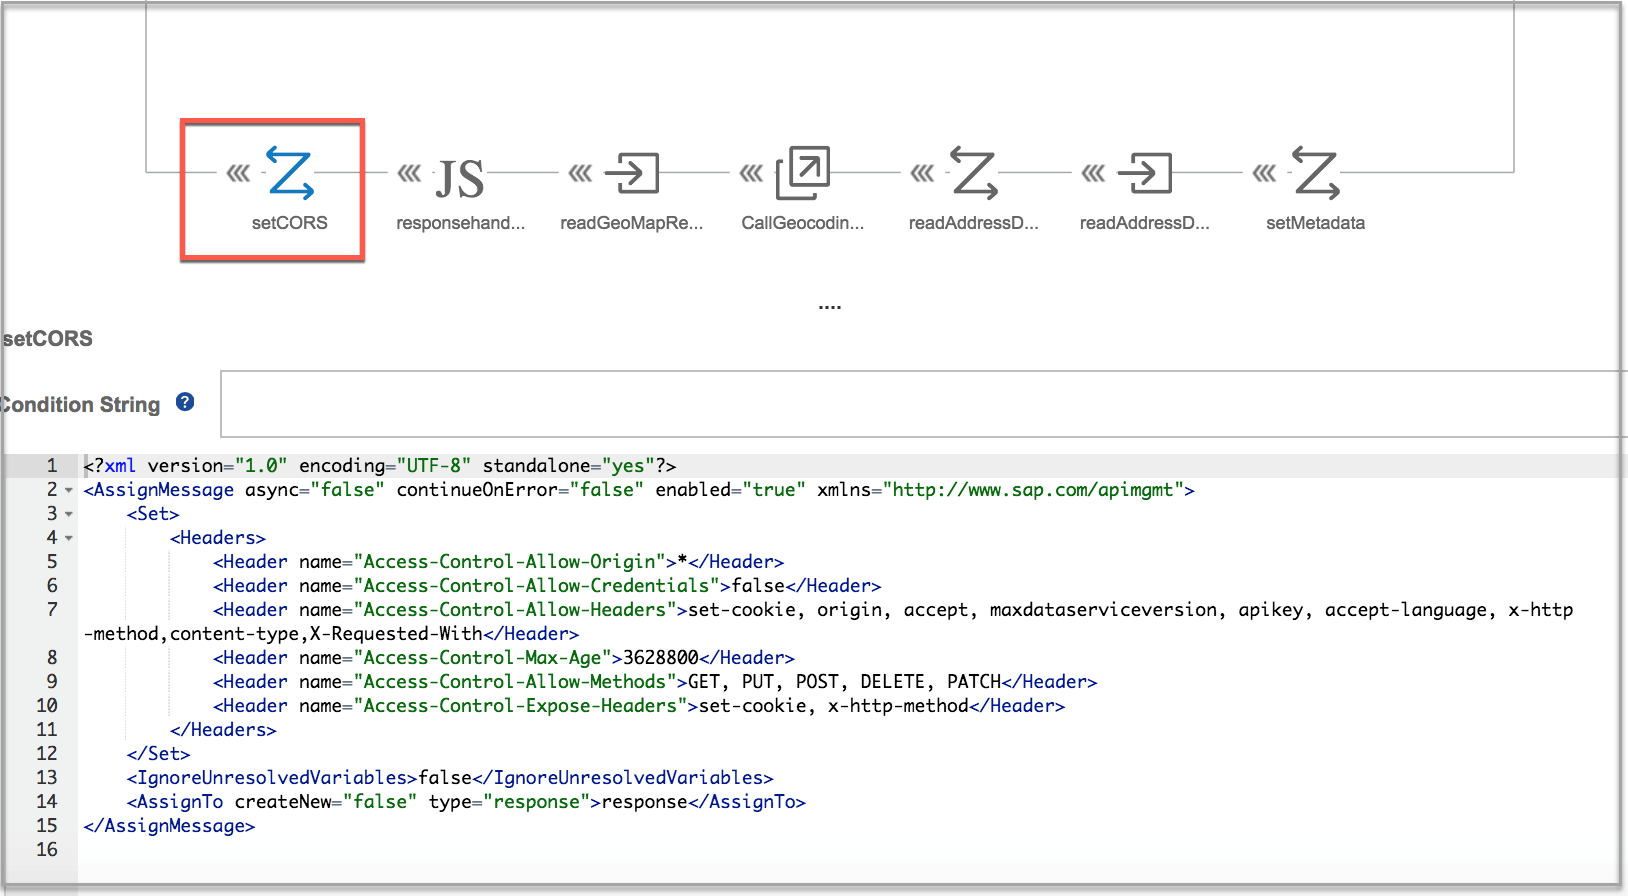 JS
setCORS responsehand... readGeoMapRe... CallGeocodin... readAddressD... readAddressD... setMetadata
....
setCORS
Condition String ?
1 <?xml version="1.0" encoding="UTF-8" standalone="yes"?>
2 <AssignMessage async="false" continueOnError="false" enabled="true" xmlns="http://www.sap.com/apimgmt">
3 <Set>
4 <Headers>
5 <Header name="Access-Control-Allow-Origin">*</Header>
6 <Header name="Access-Control-Allow-Credentials">false</Header>
7 <Header name="Access-Control-Allow-Headers">set-cookie, origin, accept, maxdataserviceversion, apikey, accept-language, x-http
-method,content-type,X-Requested-With</Header>
8 <Header name="Access-Control-Max-Age">3628800</Header>
9 <Header name="Access-Control-Allow-Methods">GET, PUT, POST, DELETE, PATCH</Header>
10 <Header name="Access-Control-Expose-Headers">set-cookie, x-http-method</Header>
11 </Headers>
12 </Set>
13 <IgnoreUnresolvedVariables>false</IgnoreUnresolvedVariables>
14 <AssignTo createNew="false" type="response">response</AssignTo>
15 </AssignMessage>
16